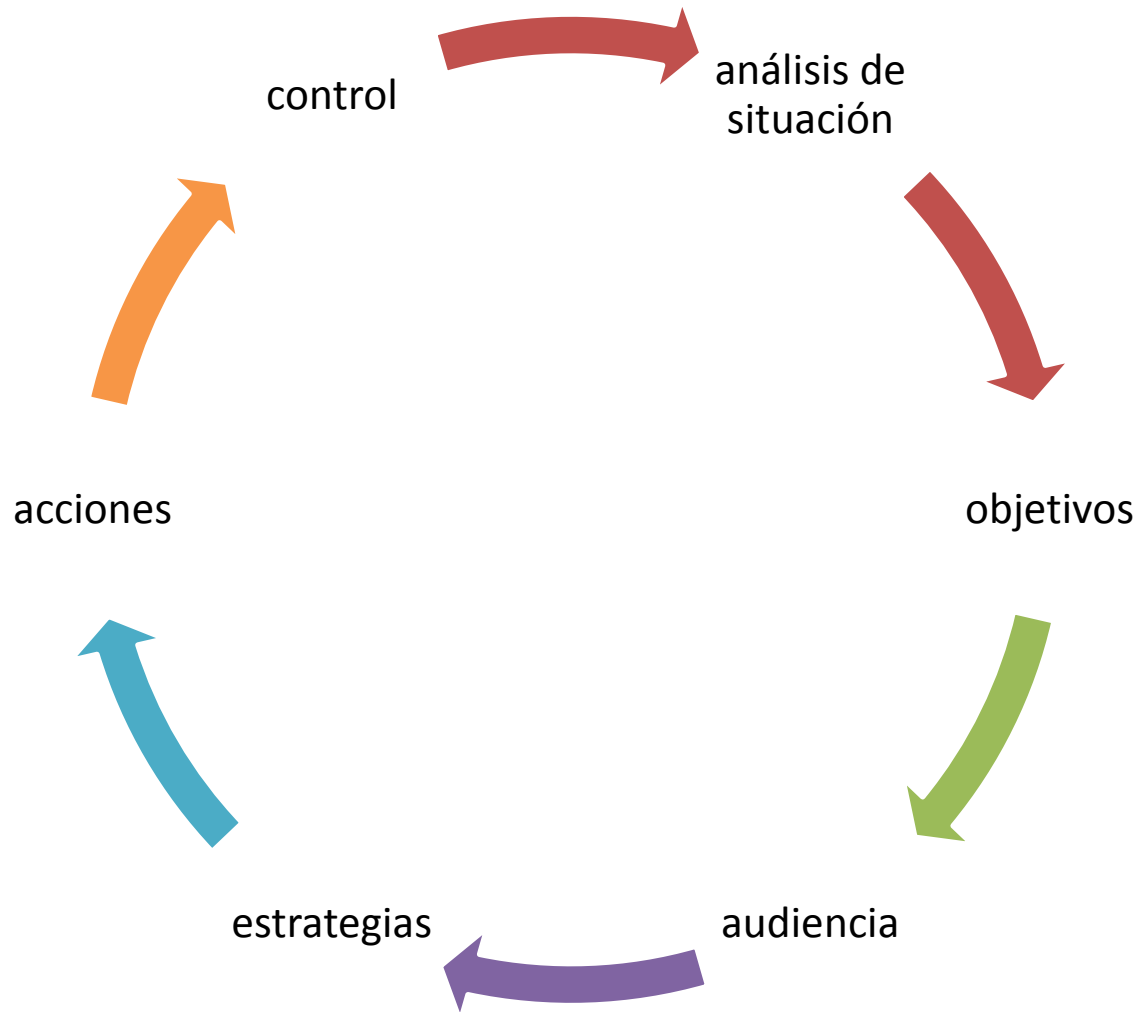 control
análisis de
situación
objetivos
audiencia
estrategias
acciones